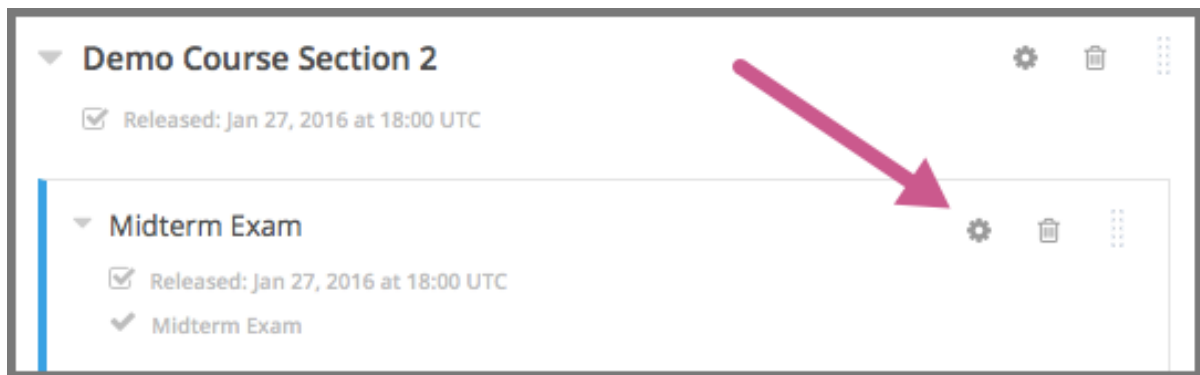 Demo Course Section 2
Released: Jan 27, 2016 at 18:00 UTC
Midterm Exam
Released: Jan 27, 2016 at 18:00 UTC
Midterm Exam